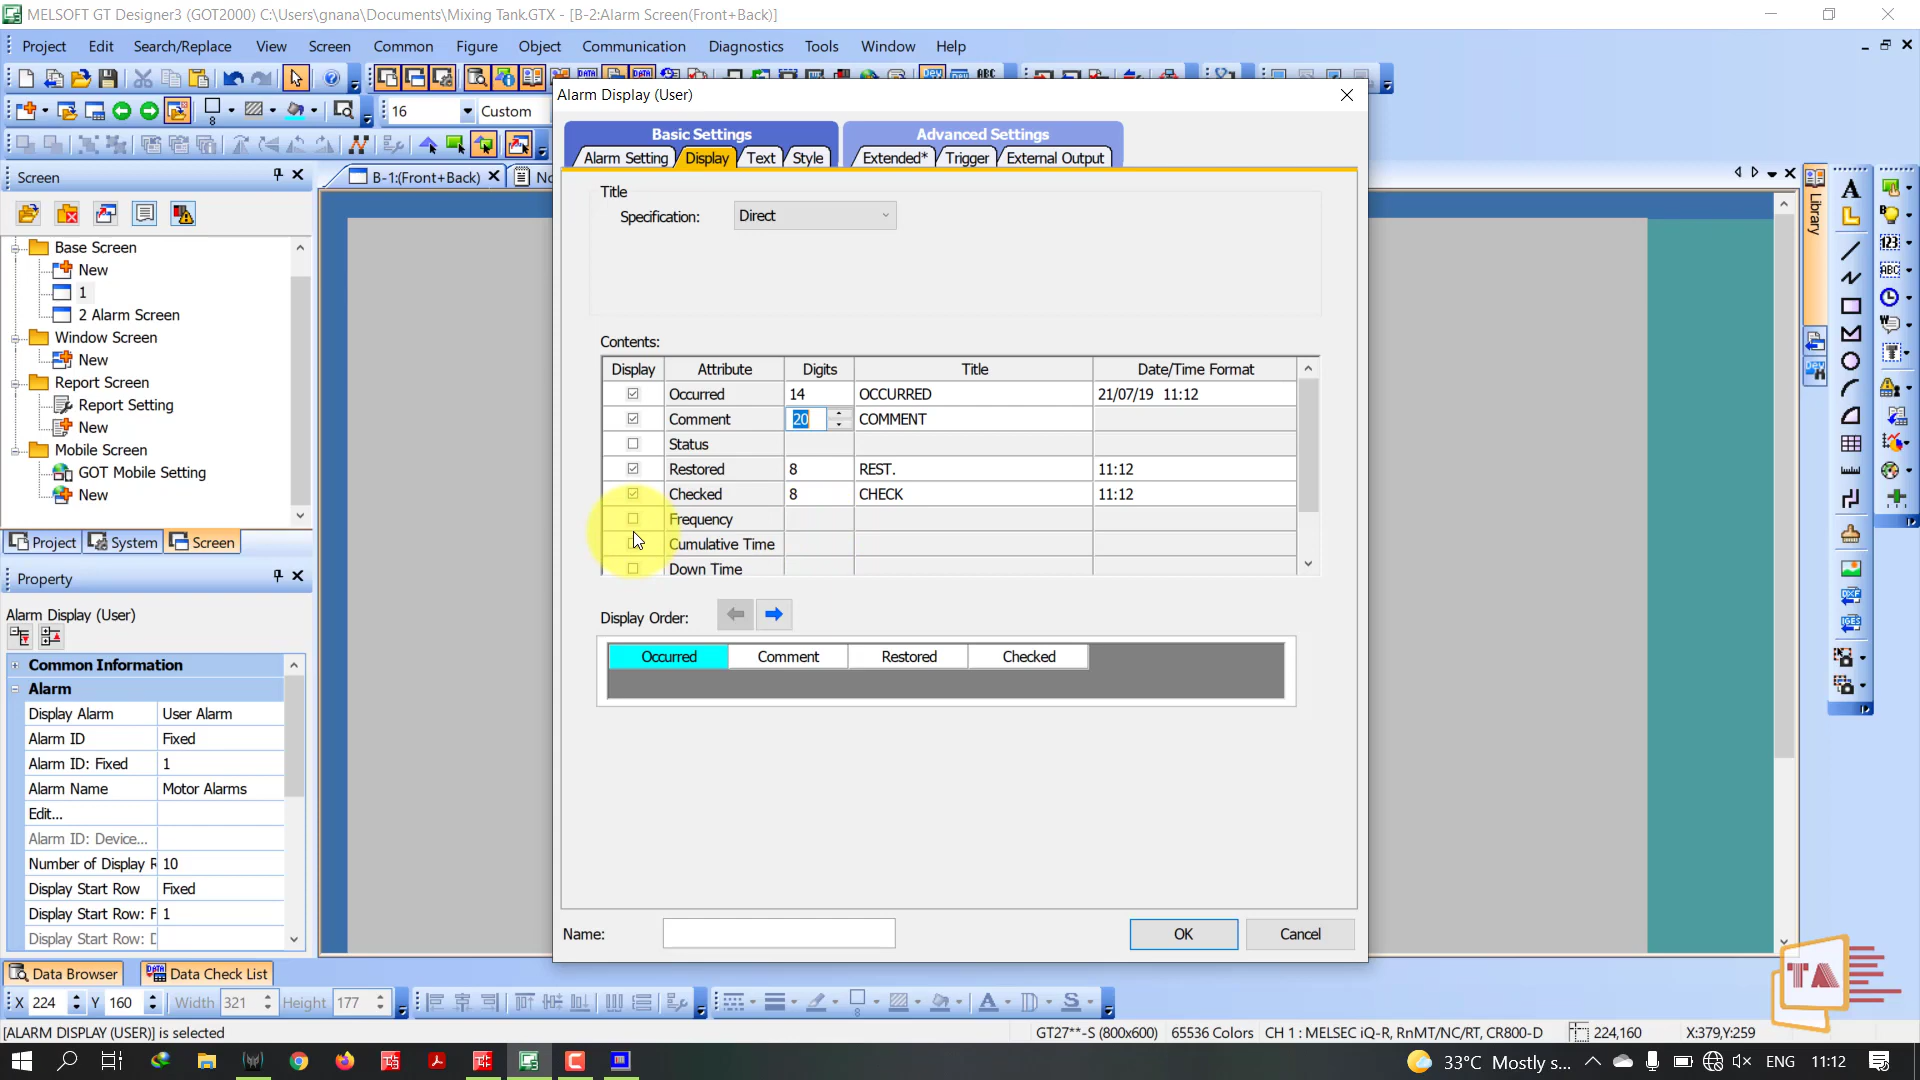 MELSOFT GT Designer3 (GOT2000) C:\Users\gnana\Documents\Mixing Tank.GTX - [B-2:Alarm Screen(Front+Back)]
Project Edit Search/Replace View Screen Common Figure Object Communication Diagnostics Tools Window Help
16 Custom
8
Screen
B-1:(Front+Back)
Base Screen
New
1
2 Alarm Screen
Window Screen
New
Report Screen
Report Setting
New
Mobile Screen
GOT Mobile Setting
New
Project System Screen
Property
Alarm Display (User)
Common Information
Alarm
Display Alarm User Alarm
Alarm ID Fixed
Alarm ID: Fixed 1
Alarm Name Motor Alarms
Edit...
Alarm ID: Device...
Number of Display R 10
Display Start Row Fixed
Display Start Row: F 1
Display Start Row: D
Data Browser Data Check List
Alarm Display (User)
Basic Settings Advanced Settings
Alarm Setting Display Text Style Extended* Trigger External Output
Title
Specification: Direct
Contents:
Display Attribute Digits Title Date/Time Format
Occurred 14 OCCURRED 21/07/19 11:12
Comment 20 COMMENT
Status
Restored 8 REST. 11:12
Checked 8 CHECK 11:12
Frequency
Cumulative Time
Down Time
Display Order:
Occurred Comment Restored Checked
Name: OK Cancel
Library
X 224 Y 160 Width 321 Height 177
[ALARM DISPLAY (USER)] is selected GT27**-S (800x600) 65536 Colors CH 1 : MELSEC iQ-R, RnMT/NC/RT, CR800-D 224,160 X:379,Y:259
TA
33°C Mostly s... ENG 11:12